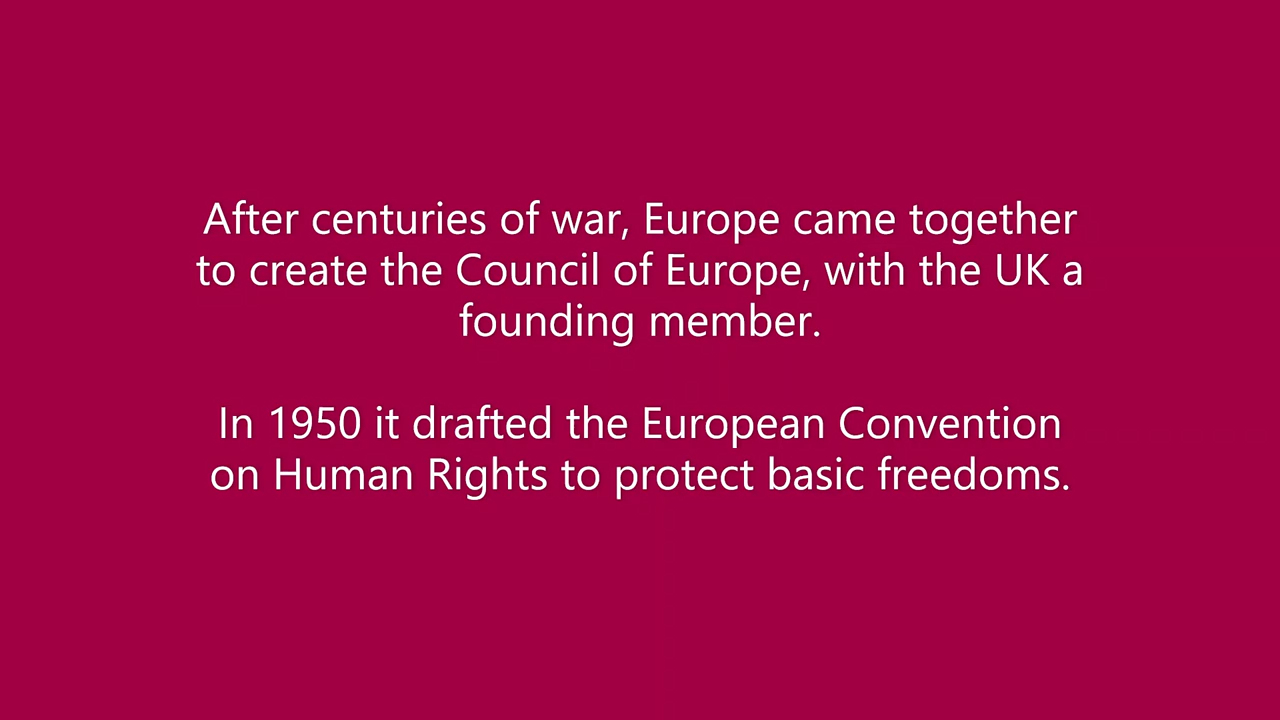 After centuries of war, Europe came together
to create the Council of Europe, with the UK a
founding member.
In 1950 it drafted the European Convention
on Human Rights to protect basic freedoms.